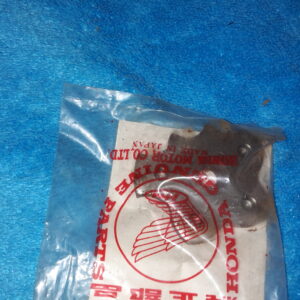 HONDA GENUINE PARTS
HONDA MOTOR CO.,LTD.
MADE IN JAPAN